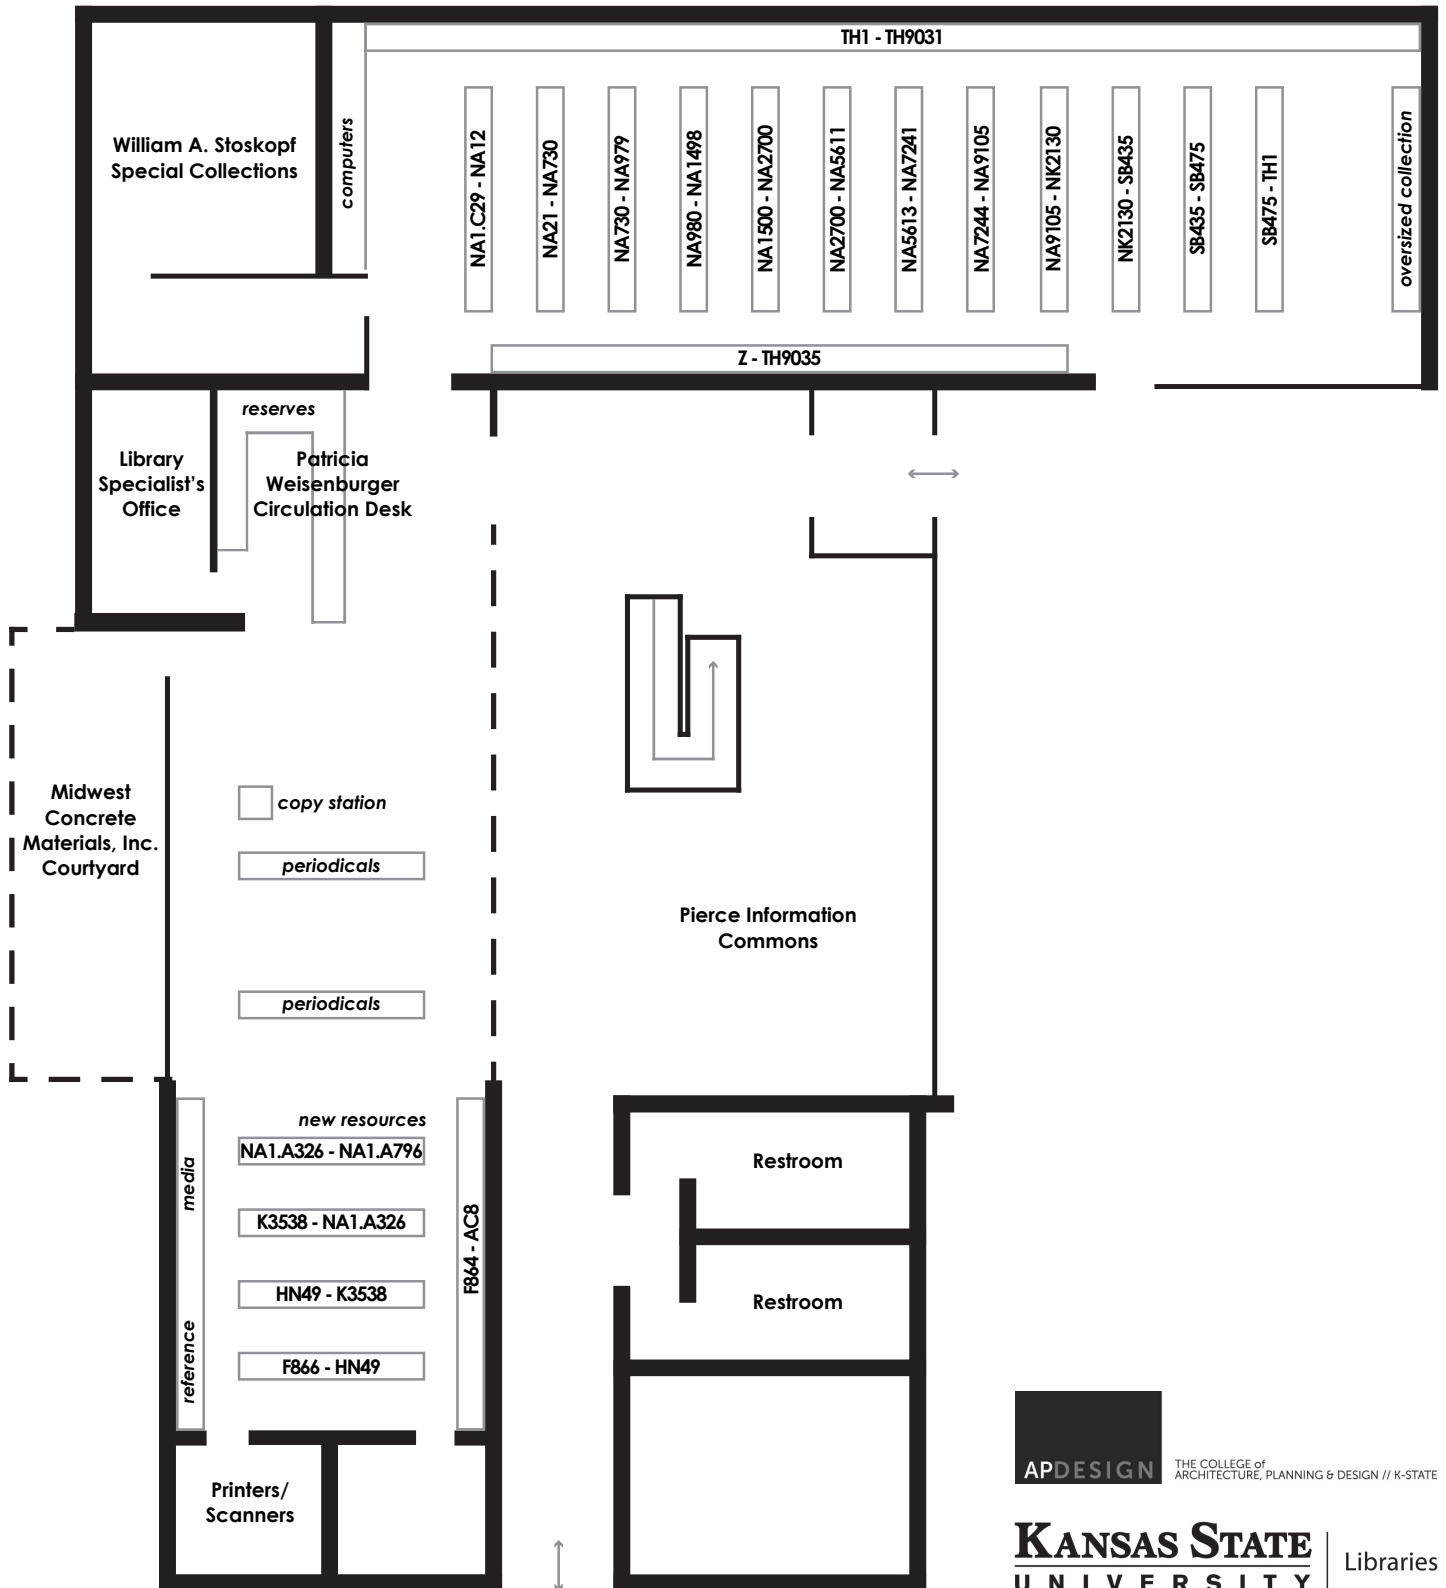 TH1 - TH9031
William A. Stoskopf
Special Collections
computers
NA1.C29 - NA12
NA21 - NA730
NA730 - NA979
NA980 - NA1498
NA1500 - NA2700
NA2700 - NA5611
NA5613 - NA7241
NA7244 - NA9105
NA9105 - NK2130
NK2130 - SB435
SB435 - SB475
SB475 - TH1
oversized collection
Z - TH9035
reserves
Library
Specialist's
Office
Patricia
Weisenburger
Circulation Desk
Midwest
Concrete
Materials, Inc.
Courtyard
copy station
periodicals
Pierce Information
Commons
periodicals
new resources
NA1.A326 - NA1.A796
media
K3538 - NA1.A326
F864 - AC8
HN49 - K3538
reference
F866 - HN49
Restroom
Restroom
Printers/
Scanners
APDESIGN
THE COLLEGE of
ARCHITECTURE, PLANNING & DESIGN // K-STATE
KANSAS STATE
UNIVERSITY
Libraries